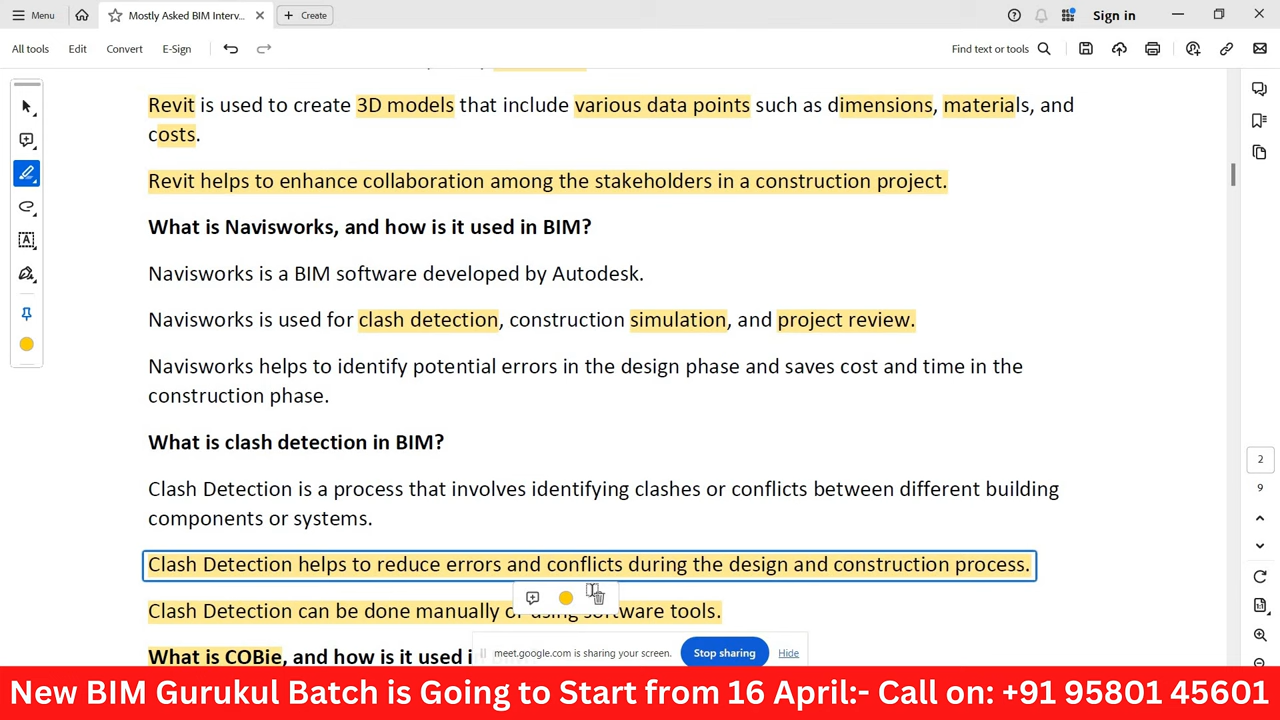 Menu
Mostly Asked BIM Interv...
Create
Sign in
All tools
Edit
Convert
E-Sign
Find text or tools
Revit is used to create 3D models that include various data points such as dimensions, materials, and
costs.
Revit helps to enhance collaboration among the stakeholders in a construction project.
What is Navisworks, and how is it used in BIM?
Navisworks is a BIM software developed by Autodesk.
Navisworks is used for clash detection, construction simulation, and project review.
Navisworks helps to identify potential errors in the design phase and saves cost and time in the
construction phase.
What is clash detection in BIM?
Clash Detection is a process that involves identifying clashes or conflicts between different building
components or systems.
Clash Detection helps to reduce errors and conflicts during the design and construction process.
Clash Detection can be done manually or using software tools.
What is COBie, and how is it used i
meet.google.com is sharing your screen.
Stop sharing
Hide
2
9
New BIM Gurukul Batch is Going to Start from 16 April:- Call on: +91 95801 45601